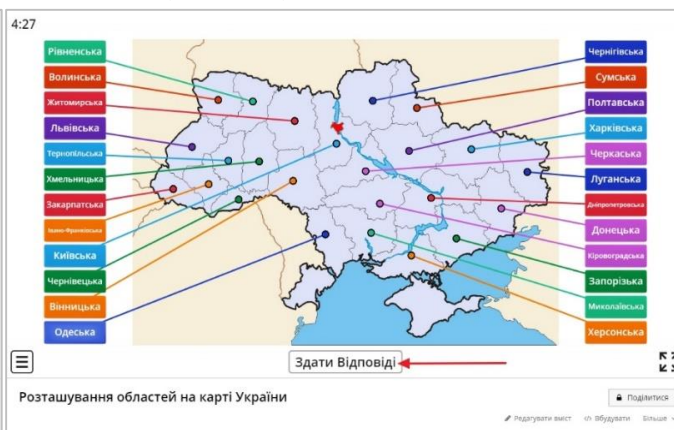 4:27
Рівненська
Волинська
Житомирська
Львівська
Тернопільська
Хмельницька
Закарпатська
Івано-Франківська
Київська
Чернівецька
Вінницька
Одеська
Чернігівська
Сумська
Полтавська
Харківська
Черкаська
Луганська
Дніпропетровська
Донецька
Кіровоградська
Запорізька
Миколаївська
Херсонська
Здати Відповіді
Розташування областей на карті України
Поділитися
Редагувати вміст
Вбудувати
Більше